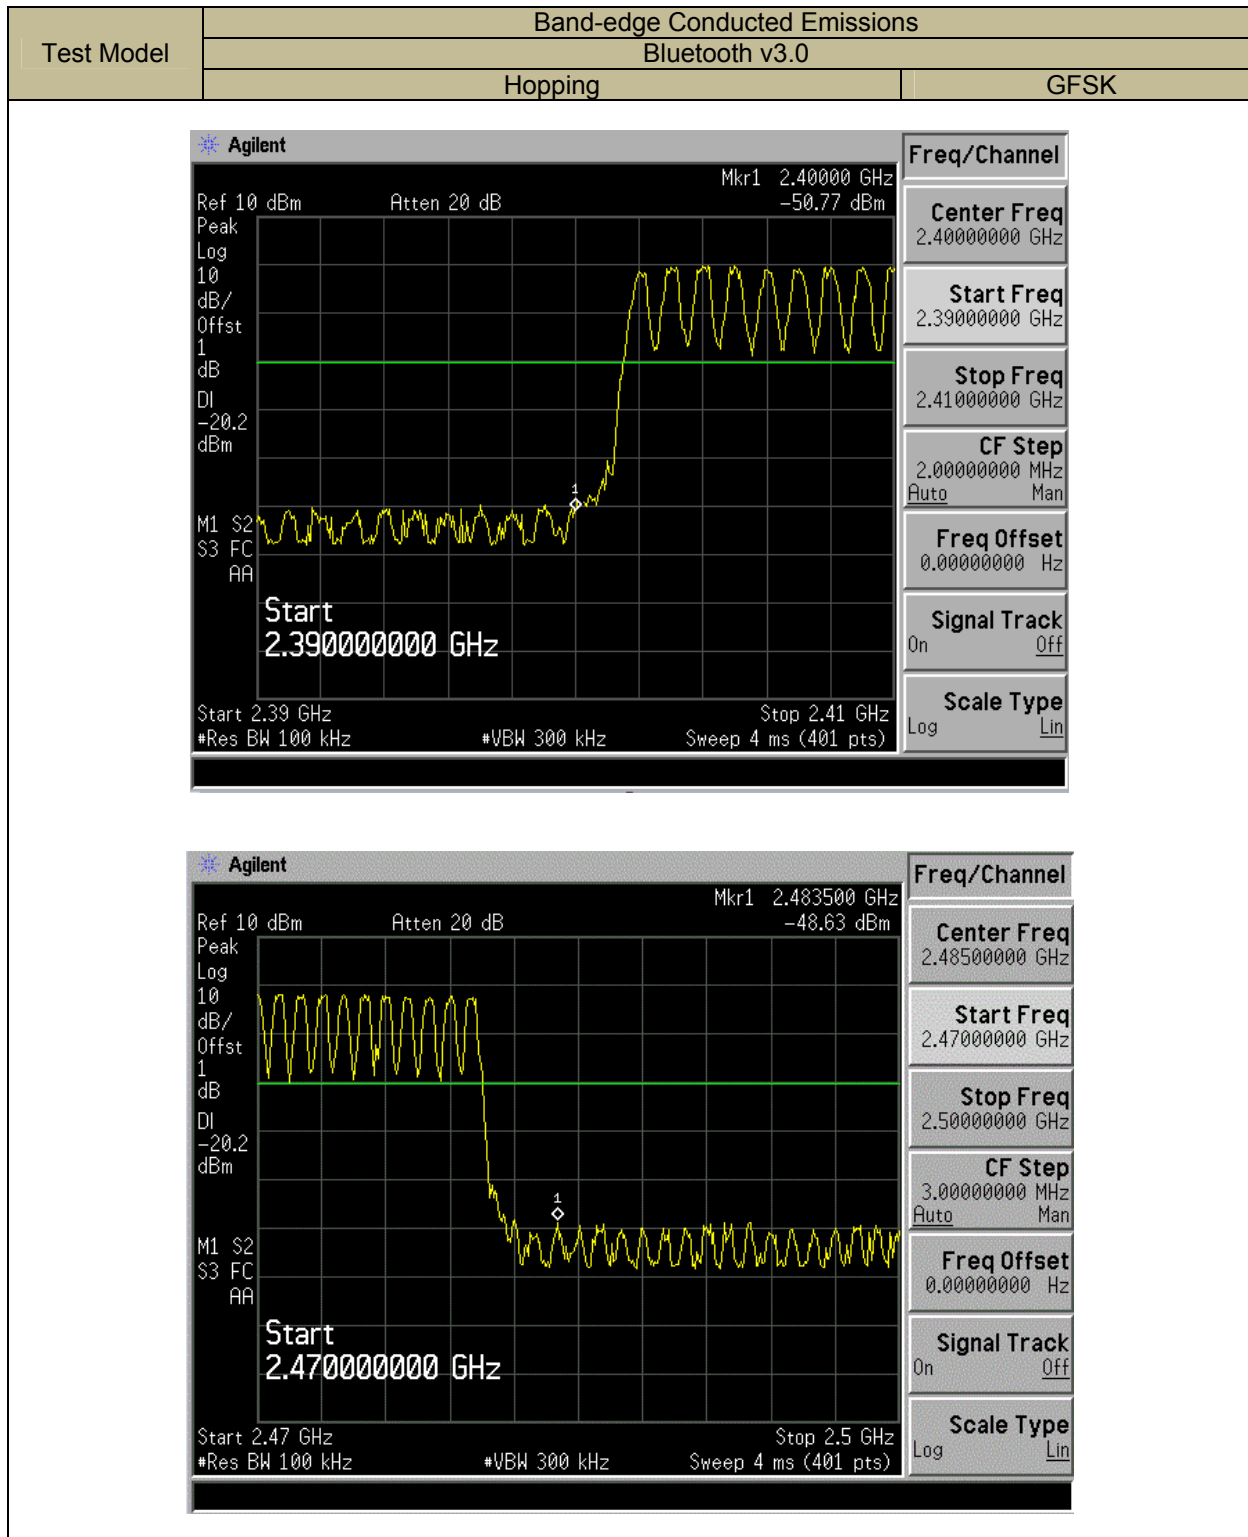 Test Model
Band-edge Conducted Emissions
Bluetooth v3.0
Hopping GFSK
Agilent
Freq/Channel
Mkr1 2.40000 GHz
Ref 10 dBm Atten 20 dB -50.77 dBm
Peak
Log
10
dB/
Offst
1
dB
DI
-20.2
dBm
M1 S2
S3 FC
AA
1
Start
2.390000000 GHz
Start 2.39 GHz Stop 2.41 GHz
#Res BW 100 kHz #VBW 300 kHz Sweep 4 ms (401 pts)
Center Freq
2.40000000 GHz
Start Freq
2.39000000 GHz
Stop Freq
2.41000000 GHz
CF Step
2.00000000 MHz
Auto Man
Freq Offset
0.00000000 Hz
Signal Track
On Off
Scale Type
Log Lin
Agilent
Freq/Channel
Mkr1 2.483500 GHz
Ref 10 dBm Atten 20 dB -48.63 dBm
Peak
Log
10
dB/
Offst
1
dB
DI
-20.2
dBm
M1 S2
S3 FC
AA
1
Start
2.470000000 GHz
Start 2.47 GHz Stop 2.5 GHz
#Res BW 100 kHz #VBW 300 kHz Sweep 4 ms (401 pts)
Center Freq
2.48500000 GHz
Start Freq
2.47000000 GHz
Stop Freq
2.50000000 GHz
CF Step
3.00000000 MHz
Auto Man
Freq Offset
0.00000000 Hz
Signal Track
On Off
Scale Type
Log Lin